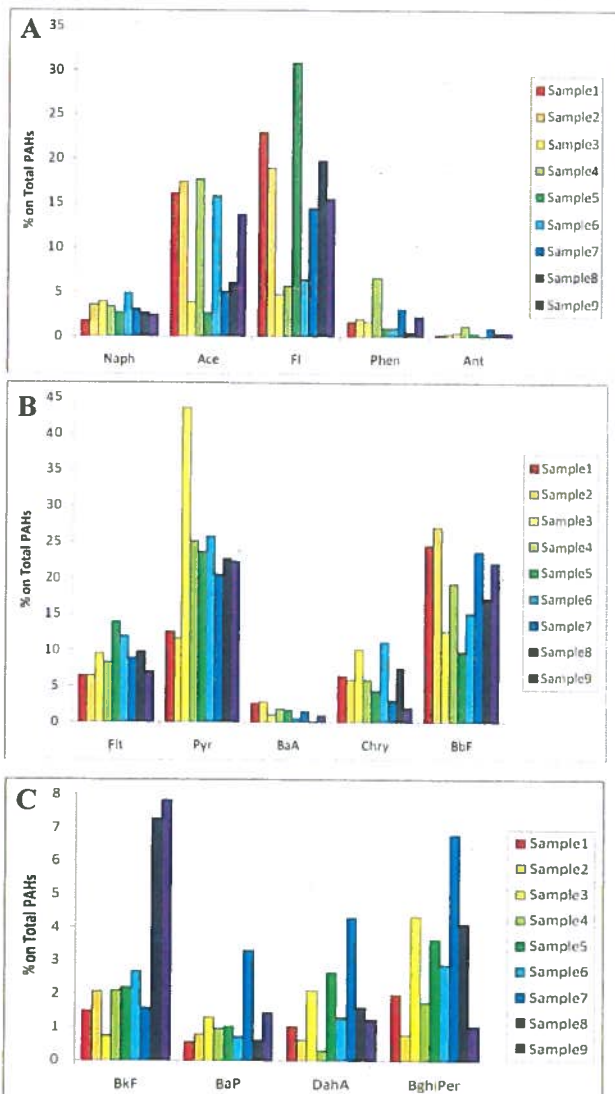 A
% on Total PAHs
35
30
25
20
15
10
5
0
Naph Ace Fl Phen Ant
Sample1
Sample2
Sample3
Sample4
Sample5
Sample6
Sample7
Sample8
Sample9
B
% on Total PAHs
45
40
35
30
25
20
15
10
5
0
Flt Pyr BaA Chry BbF
Sample1
Sample2
Sample3
Sample4
Sample5
Sample6
Sample7
Sample8
Sample9
C
% on Total PAHs
8
7
6
5
4
3
2
1
0
BkF BaP DahA BghiPer
Sample1
Sample2
Sample3
Sample4
Sample5
Sample6
Sample7
Sample8
Sample9